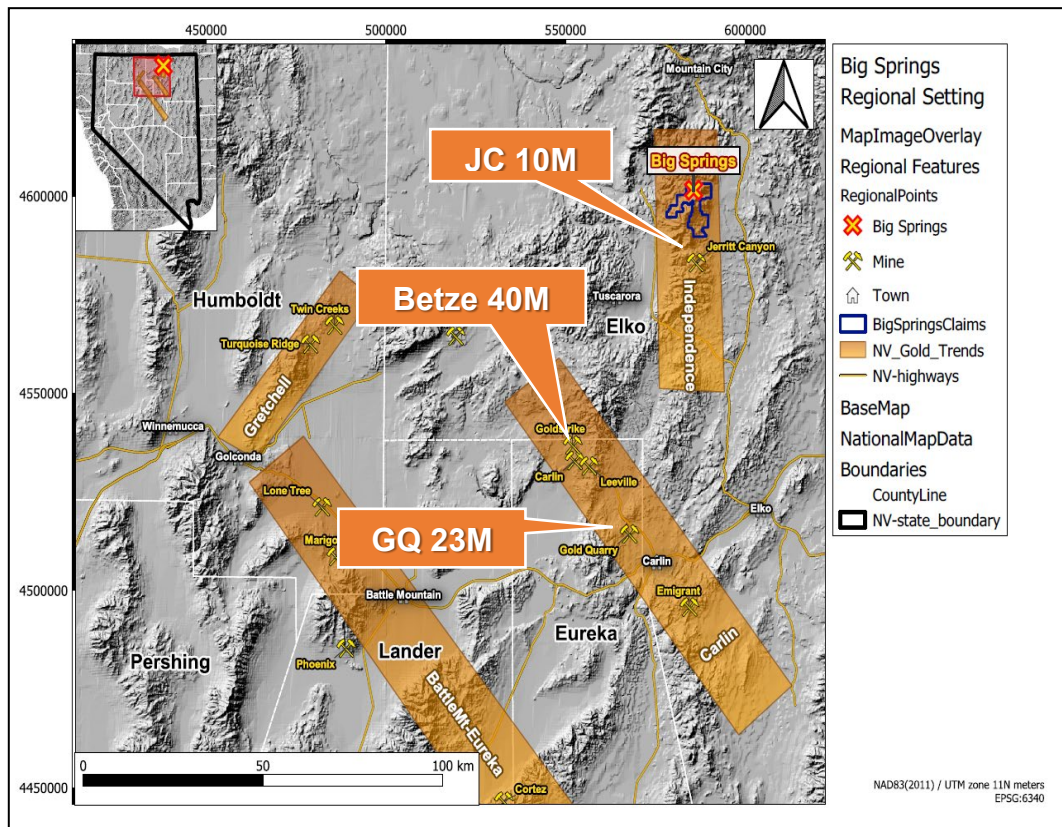 450000
500000
550000
600000
4600000
4550000
4500000
4450000
Mountain City
JC 10M
Big Springs
Jerritt Canyon
Betze 40M
Tuscarora
Humboldt
Twin Creeks
Turquoise Ridge
Elko
Independence
Getchell
Winnemucca
Golconda
Goldstrike
Carlin
Leeville
Lone Tree
Elko
GQ 23M
Marigo
Gold Quarry
Carlin
Battle Mountain
Emigrant
Eureka
Carlin
Pershing
Phoenix
Lander
BattleMt-Eureka
Cortez
0
50
100 km
Big Springs
Regional Setting
MapImageOverlay
Regional Features
RegionalPoints
Big Springs
Mine
Town
BigSpringsClaims
NV_Gold_Trends
NV-highways
BaseMap
NationalMapData
Boundaries
CountyLine
NV-state_boundary
NAD83(2011) / UTM zone 11N meters
EPSG:6340